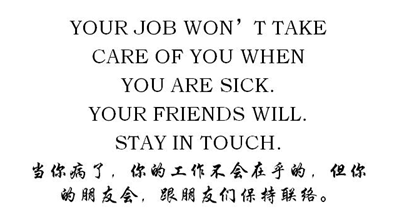 YOUR JOB WON’T TAKE
CARE OF YOU WHEN
YOU ARE SICK.
YOUR FRIENDS WILL.
STAY IN TOUCH.
当你病了，你的工作不会在乎的，但你
的朋友会，跟朋友们保持联络。